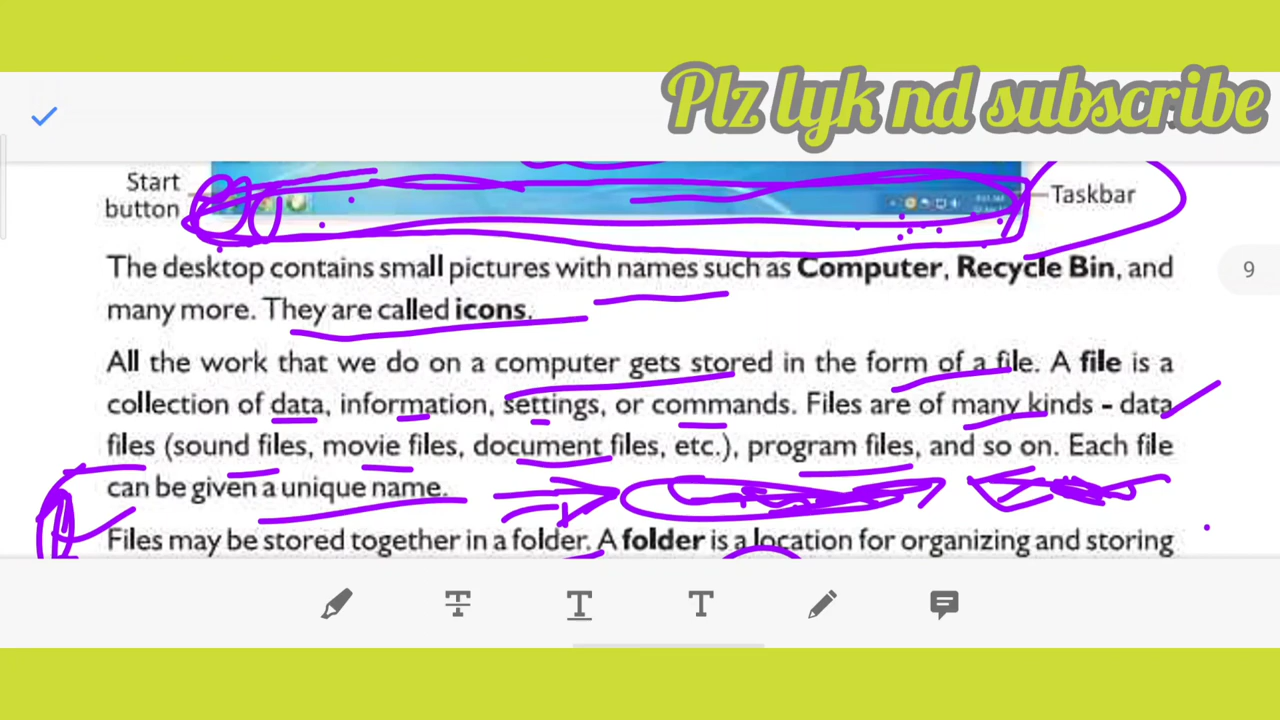 Plz lyk nd subscribe
Start
button
Taskbar
The desktop contains small pictures with names such as Computer, Recycle Bin, and
many more. They are called icons.
9
All the work that we do on a computer gets stored in the form of a file. A file is a
collection of data, information, settings, or commands. Files are of many kinds - data
files (sound files, movie files, document files, etc.), program files, and so on. Each file
can be given a unique name.
Files may be stored together in a folder. A folder is a location for organizing and storing